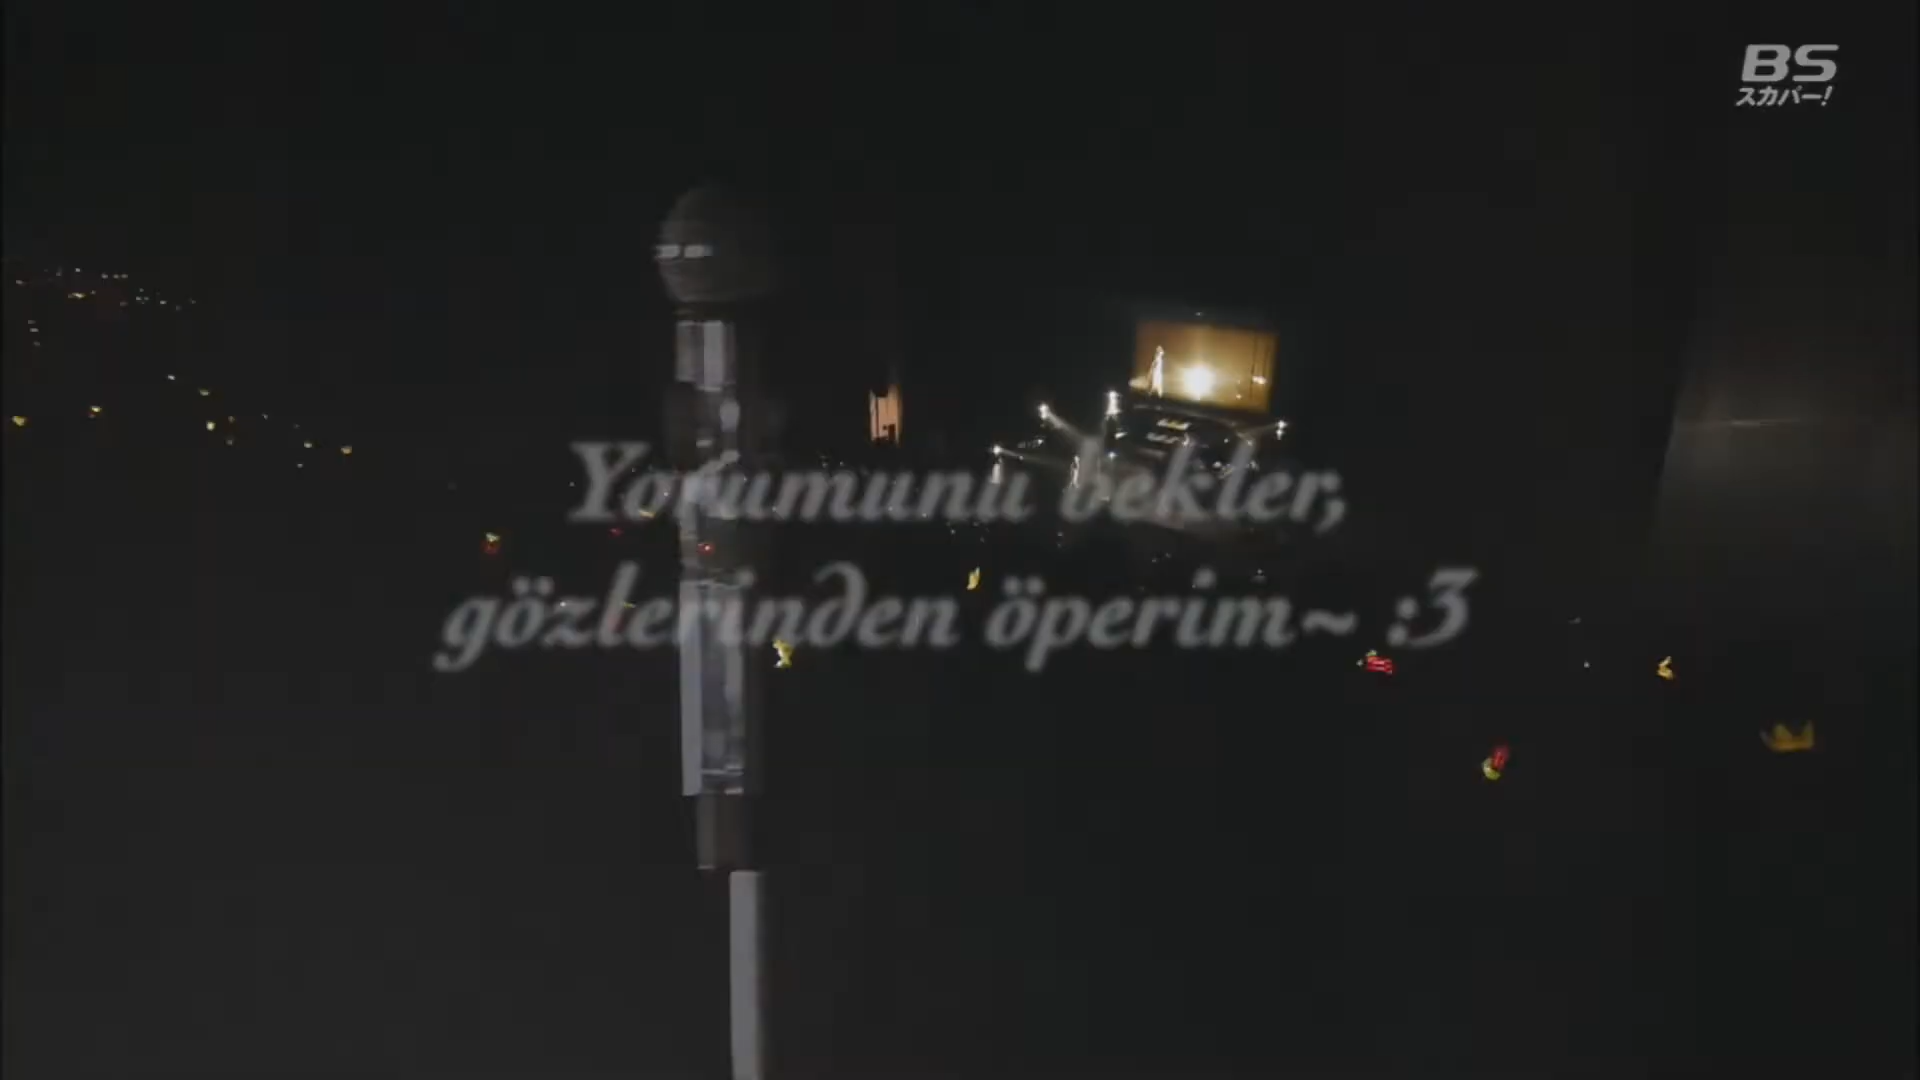 BS
スカパー!
Yorumunu bekler,
gözlerinden öperim~ :3